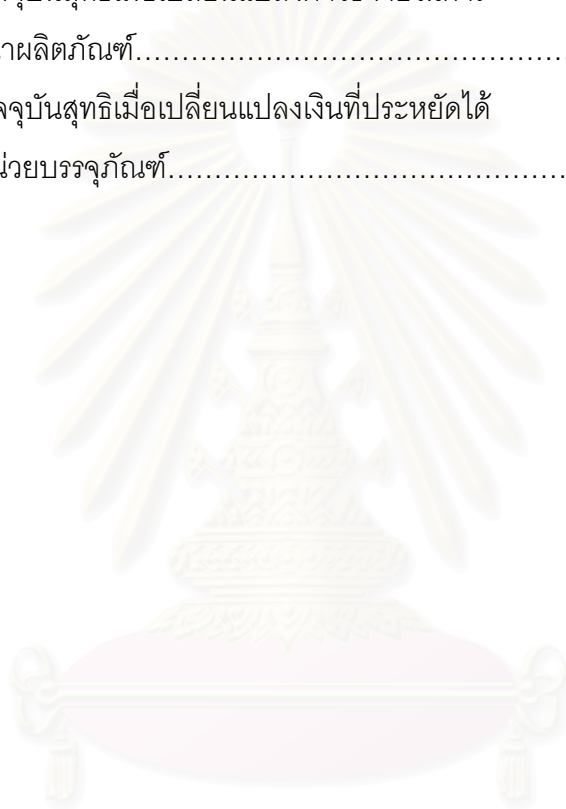 าผลิตภัณฑ์……………………………………………
จจุบันสุทธิเมื่อเปลี่ยนแปลงเงินที่ประหยัดได้
น่วยบรรจุภัณฑ์…………………………………………